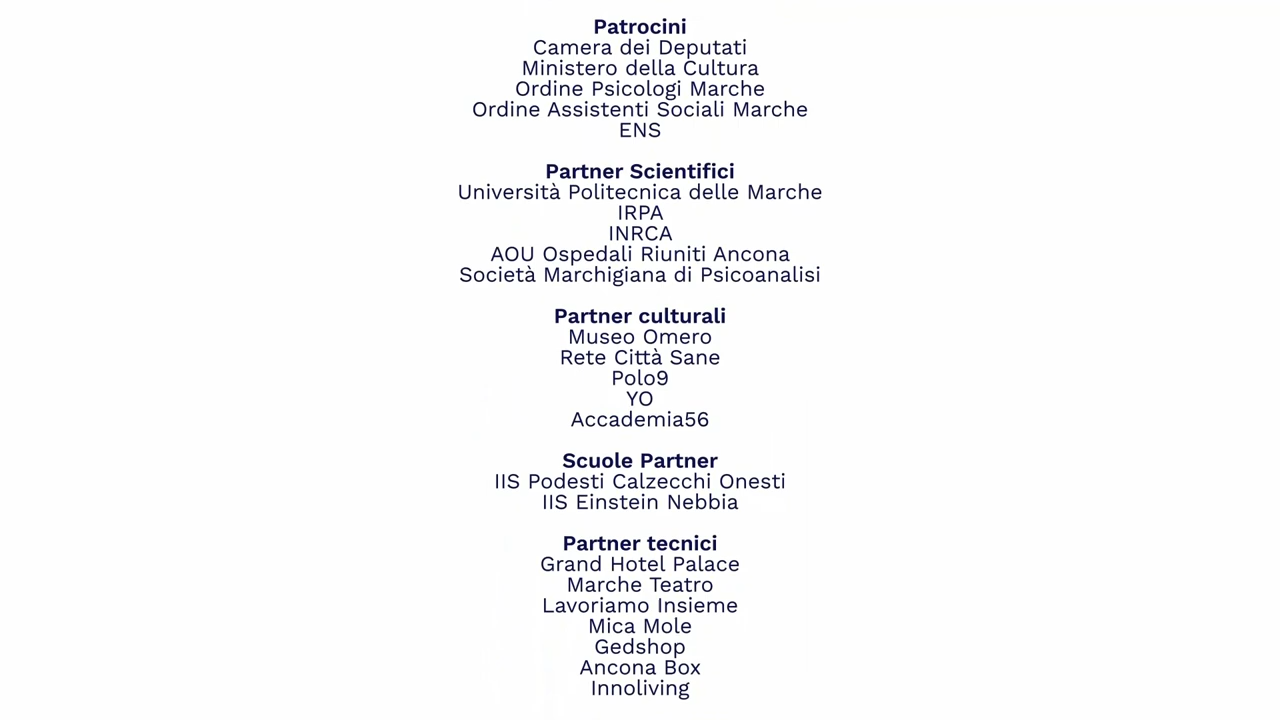 Patrocini
Camera dei Deputati
Ministero della Cultura
Ordine Psicologi Marche
Ordine Assistenti Sociali Marche
ENS
Partner Scientifici
Università Politecnica delle Marche
IRPA
INRCA
AOU Ospedali Riuniti Ancona
Società Marchigiana di Psicoanalisi
Partner culturali
Museo Omero
Rete Città Sane
Polo9
YO
Accademia56
Scuole Partner
IIS Podesti Calzecchi Onesti
IIS Einstein Nebbia
Partner tecnici
Grand Hotel Palace
Marche Teatro
Lavoriamo Insieme
Mica Mole
Gedshop
Ancona Box
Innoliving